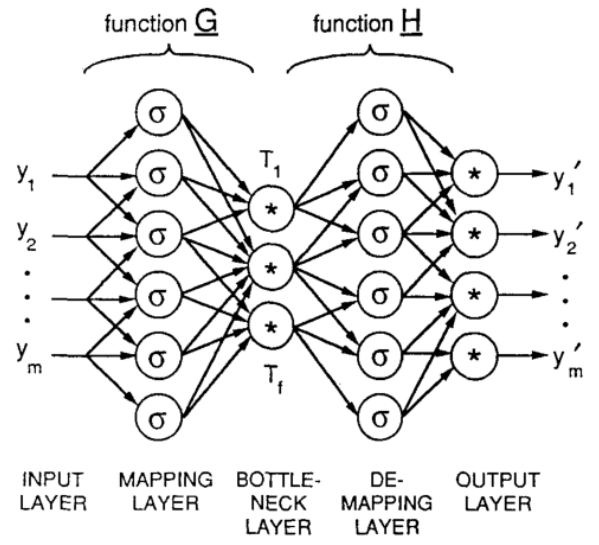 function G function H
σ σ
T₁
y₁ σ σ * y₁′
*
y₂ σ σ * y₂′
*
σ σ *
*
yₘ σ σ * yₘ′
T_f
σ σ
INPUT LAYER
MAPPING LAYER
BOTTLE-
NECK
LAYER
DE-
MAPPING
LAYER
OUTPUT
LAYER